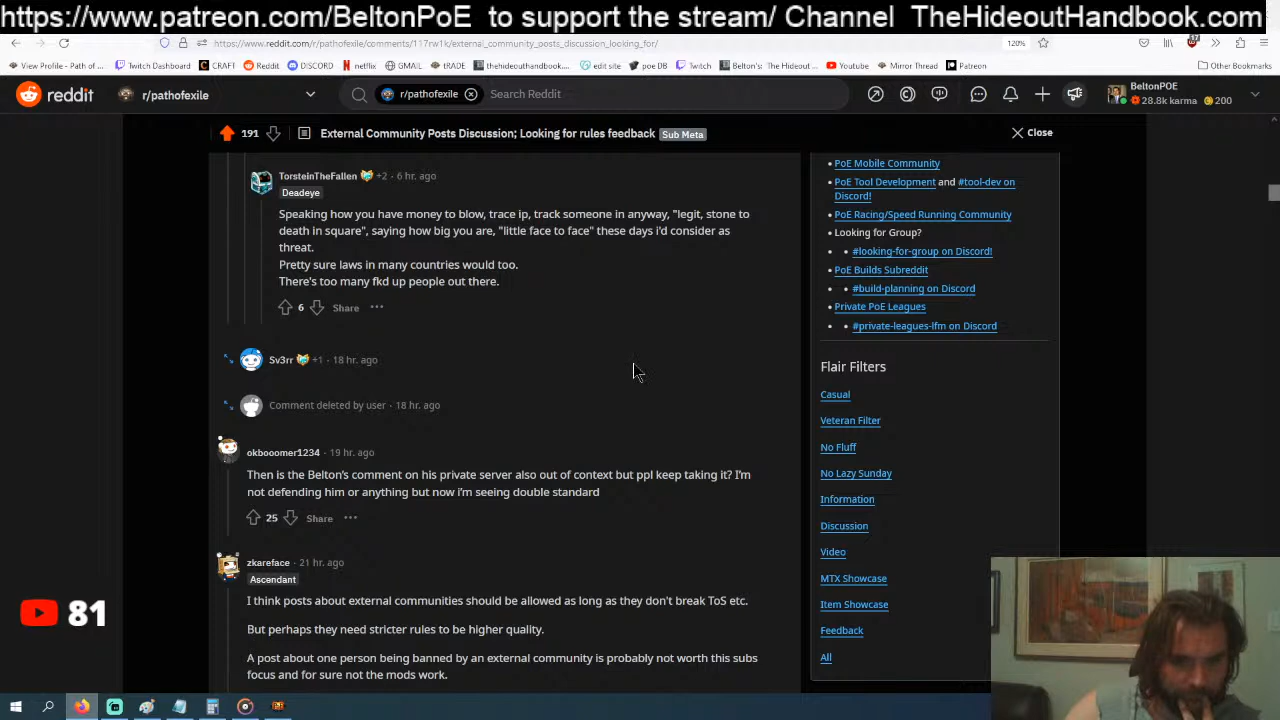 https://www.patreon.com/BeltonPoE to support the stream/ Channel TheHideoutHandbook.com
https://www.reddit.com/r/pathofexile/comments/117rw1k/external_community_posts_discussion_looking_for/
120%
17
View Profile - Path of ...
Twitch Dashboard
CRAFT
Reddit
DISCORD
netflix
GMAIL
tRADE
thehideouthandbook...
edit site
poe DB
Twitch
Belton's: The Hideout ...
Youtube
Mirror Thread
Patreon
Other Bookmarks
reddit
r/pathofexile
r/pathofexile
Search Reddit
BeltonPOE
28.8k karma
200
191
External Community Posts Discussion; Looking for rules feedback
Sub Meta
Close
TorsteinTheFallen +2 · 6 hr. ago
Deadeye
Speaking how you have money to blow, trace ip, track someone in anyway, "legit, stone to
death in square", saying how big you are, "little face to face" these days i'd consider as
threat.
Pretty sure laws in many countries would too.
There's too many fkd up people out there.
6
Share
Sv3rr +1 · 18 hr. ago
Comment deleted by user · 18 hr. ago
okbooomer1234 · 19 hr. ago
Then is the Belton's comment on his private server also out of context but ppl keep taking it? I'm
not defending him or anything but now i'm seeing double standard
25
Share
zkareface · 21 hr. ago
Ascendant
I think posts about external communities should be allowed as long as they don't break ToS etc.
But perhaps they need stricter rules to be higher quality.
A post about one person being banned by an external community is probably not worth this subs
focus and for sure not the mods work.
PoE Mobile Community
PoE Tool Development and #tool-dev on
Discord!
PoE Racing/Speed Running Community
Looking for Group?
#looking-for-group on Discord!
PoE Builds Subreddit
#build-planning on Discord
Private PoE Leagues
#private-leagues-lfm on Discord
Flair Filters
Casual
Veteran Filter
No Fluff
No Lazy Sunday
Information
Discussion
Video
MTX Showcase
Item Showcase
Feedback
All
81